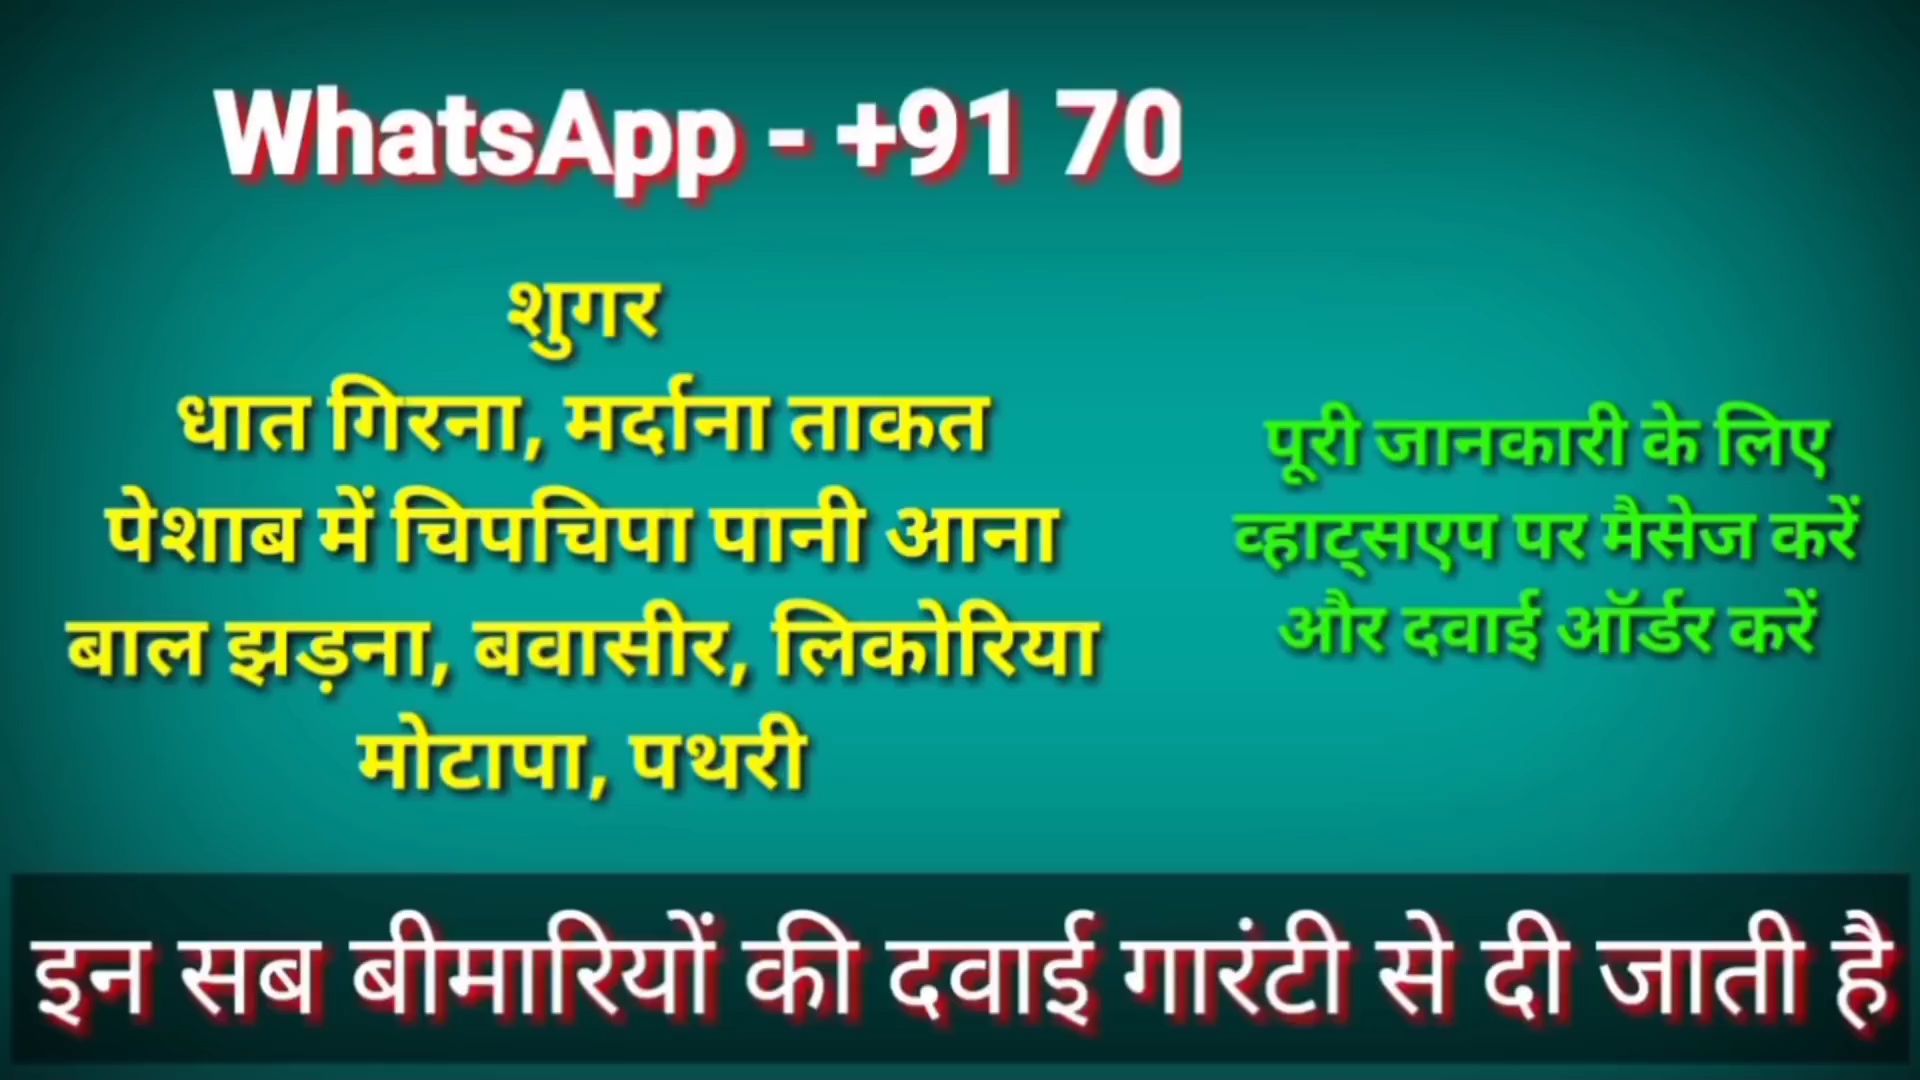 WhatsApp - +91 70
शुगर
धात गिरना, मर्दाना ताकत
पेशाब में चिपचिपा पानी आना
बाल झड़ना, बवासीर, लिकोरिया
मोटापा, पथरी
पूरी जानकारी के लिए
व्हाट्सएप पर मैसेज करें
और दवाई ऑर्डर करें
इन सब बीमारियों की दवाई गारंटी से दी जाती है